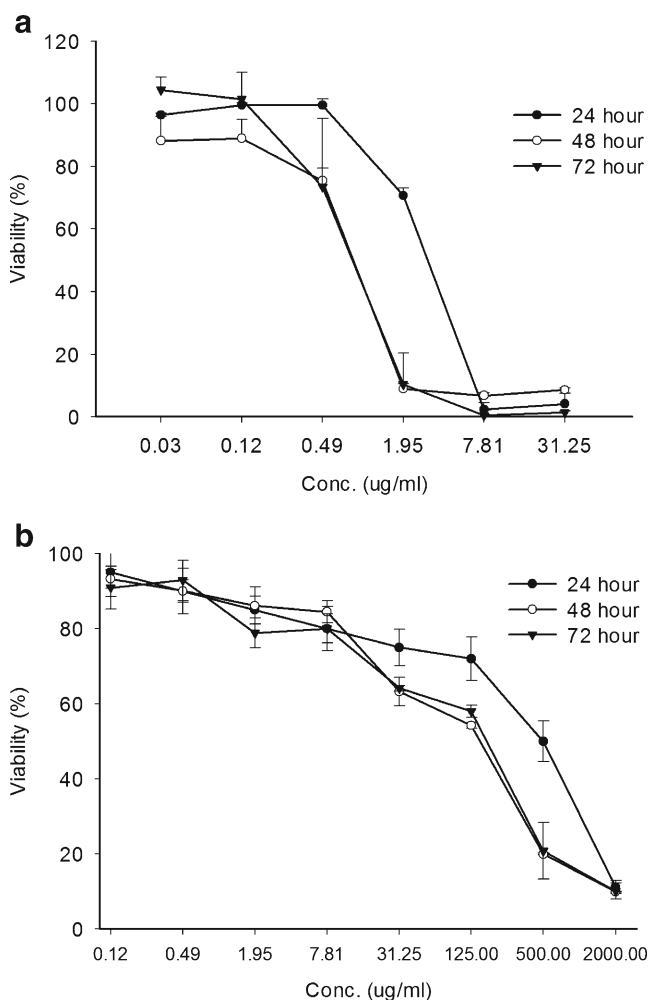 a
120
100
80
60
40
20
0
Viability (%)
24 hour
48 hour
72 hour
0.03 0.12 0.49 1.95 7.81 31.25
Conc. (ug/ml)
b
100
80
60
40
20
0
Viability (%)
24 hour
48 hour
72 hour
0.12 0.49 1.95 7.81 31.25 125.00 500.00 2000.00
Conc. (ug/ml)